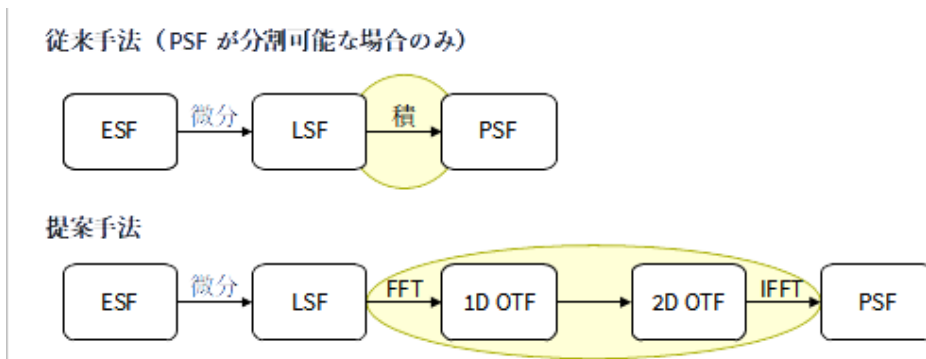 従来手法（PSF が分割可能な場合のみ）
ESF 微分 LSF 積 PSF
提案手法
ESF 微分 LSF FFT 1D OTF 2D OTF IFFT PSF